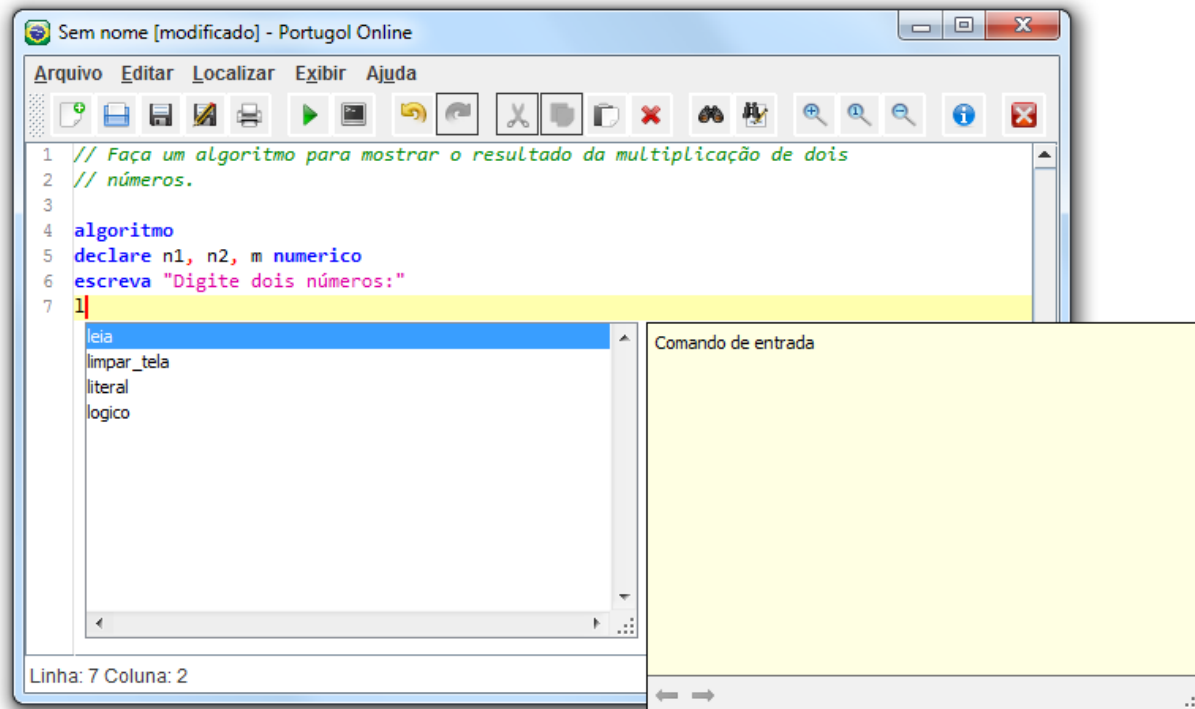 Sem nome [modificado] - Portugol Online
Arquivo Editar Localizar Exibir Ajuda
1 // Faça um algoritmo para mostrar o resultado da multiplicação de dois
2 // números.
3
4 algoritmo
5 declare n1, n2, m numerico
6 escreva "Digite dois números:"
7 l
leia
limpar_tela
literal
logico
Comando de entrada
Linha: 7 Coluna: 2